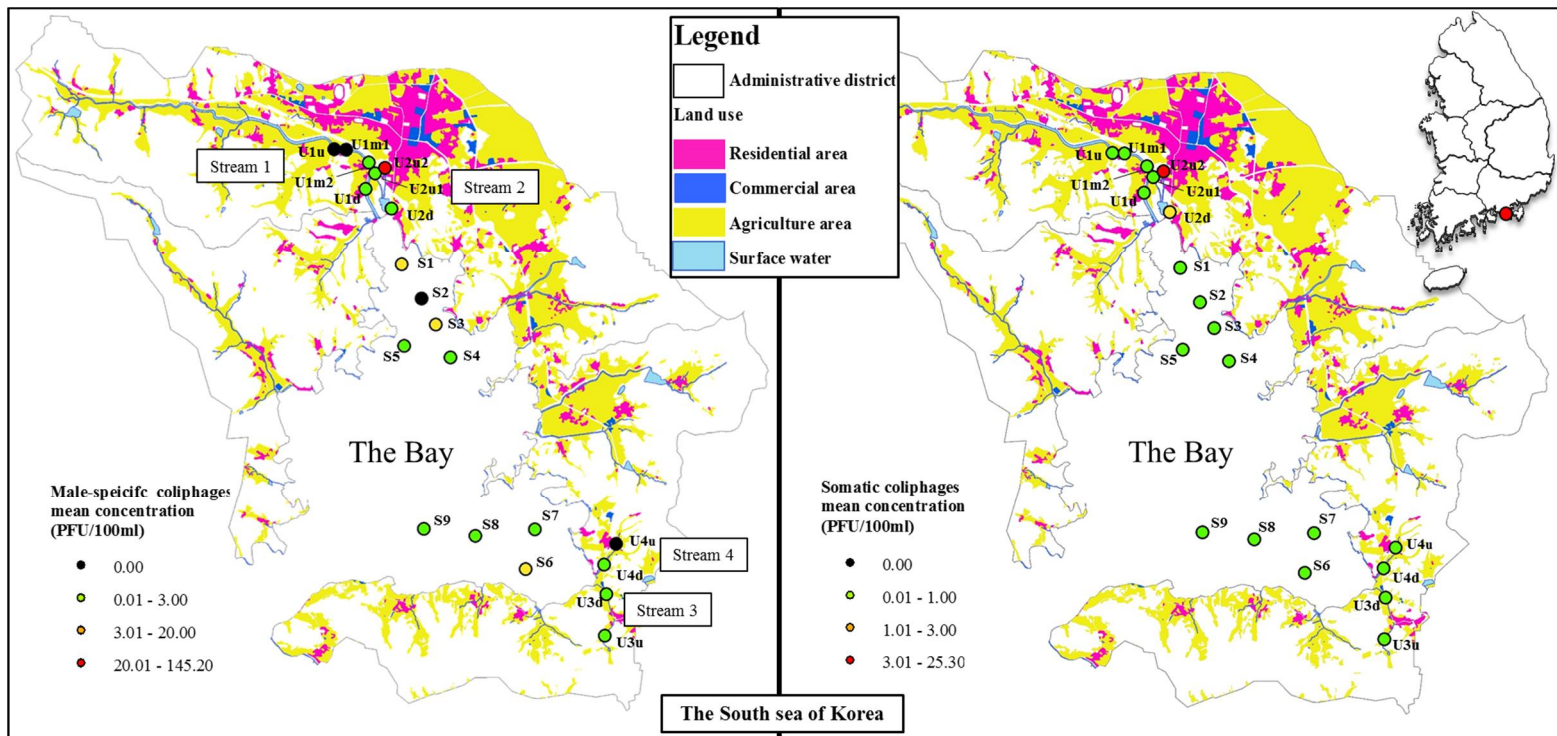 Legend
Administrative district
Land use
Residential area
Commercial area
Agriculture area
Surface water
U1u
U1m1
Stream 1
U2u2
U1m2
Stream 2
U2u1
U1d
U2d
S1
S2
S3
S5
S4
The Bay
Male-speicifc coliphages
mean concentration
(PFU/100ml)
0.00
0.01 - 3.00
3.01 - 20.00
20.01 - 145.20
S9
S8
S7
S6
U4u
Stream 4
U4d
U3d
Stream 3
U3u
U1u
U1m1
U2u2
U1m2
U2u1
U1d
U2d
S1
S2
S3
S5
S4
The Bay
Somatic coliphages
mean concentration
(PFU/100ml)
0.00
0.01 - 1.00
1.01 - 3.00
3.01 - 25.30
S9
S8
S7
S6
U4u
U4d
U3d
U3u
The South sea of Korea